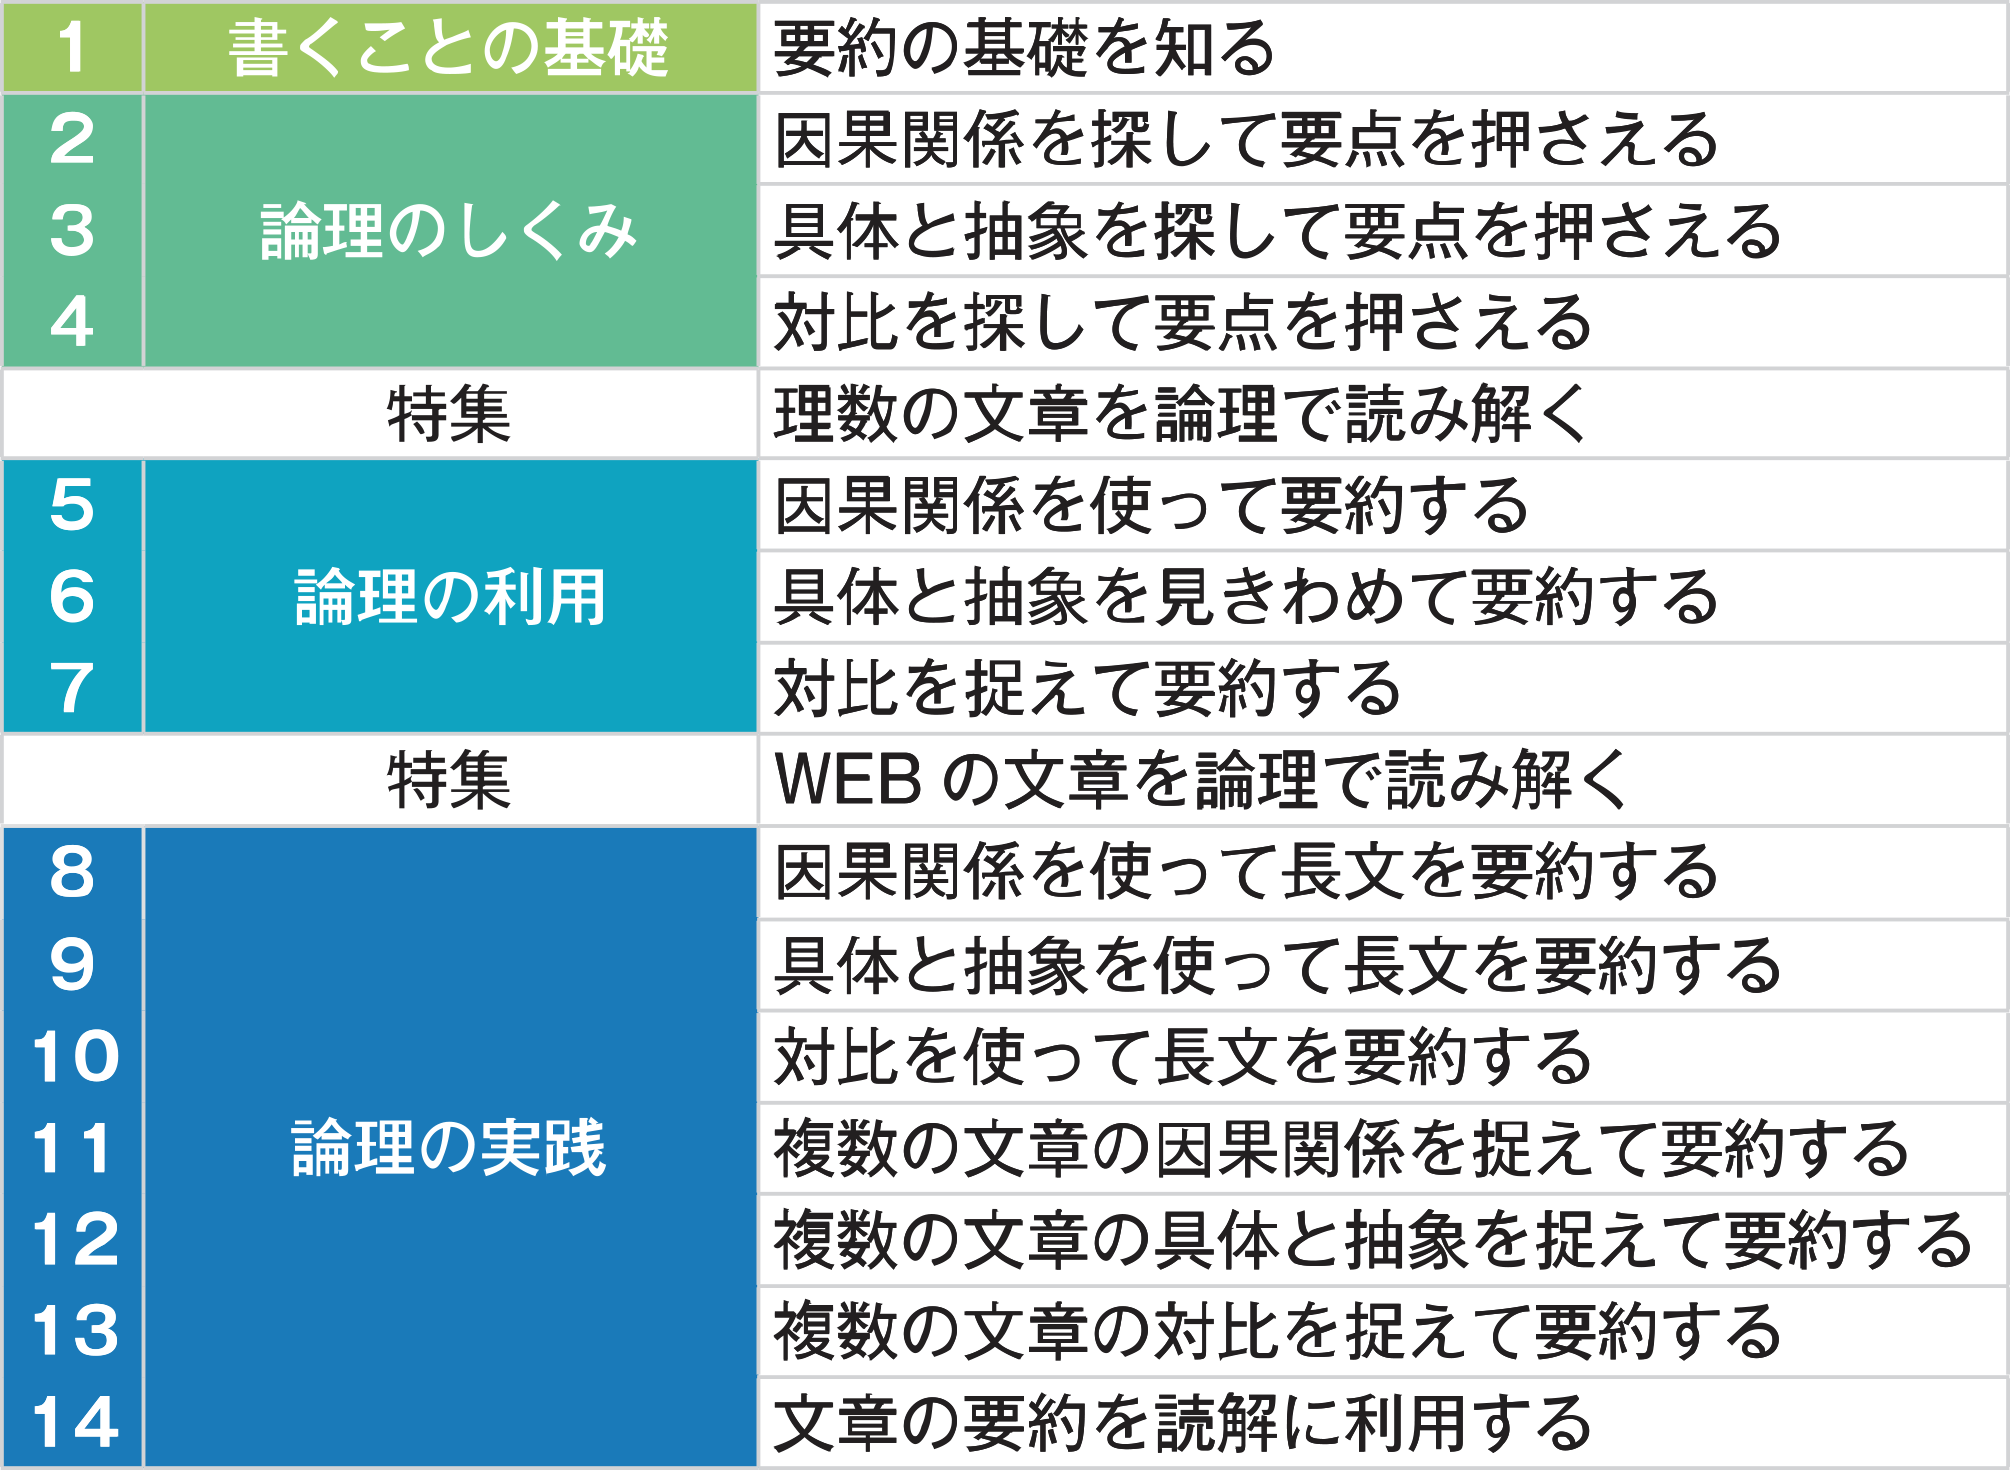 1 書くことの基礎 要約の基礎を知る
2 因果関係を探して要点を押さえる
3 論理のしくみ 具体と抽象を探して要点を押さえる
4 対比を探して要点を押さえる
特集 理数の文章を論理で読み解く
5 因果関係を使って要約する
6 論理の利用 具体と抽象を見きわめて要約する
7 対比を捉えて要約する
特集 WEB の文章を論理で読み解く
8 因果関係を使って長文を要約する
9 具体と抽象を使って長文を要約する
10 対比を使って長文を要約する
11 論理の実践 複数の文章の因果関係を捉えて要約する
12 複数の文章の具体と抽象を捉えて要約する
13 複数の文章の対比を捉えて要約する
14 文章の要約を読解に利用する